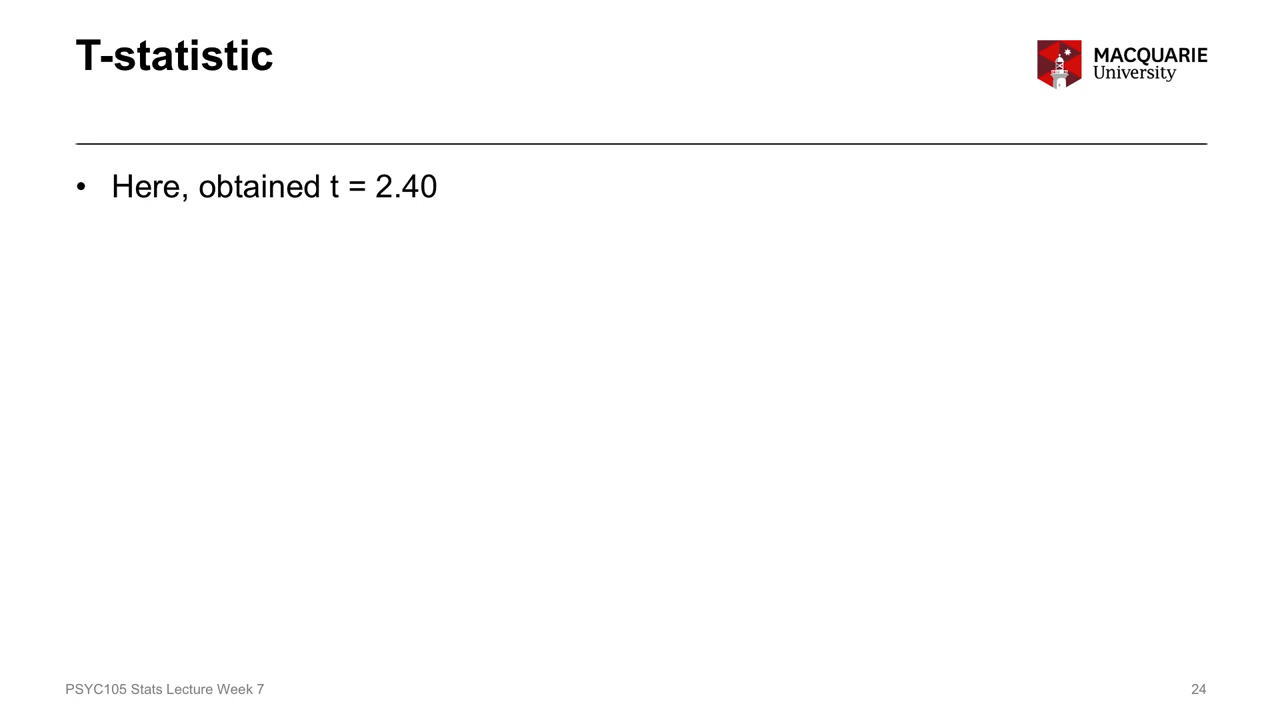 T-statistic
MACQUARIE
University
• Here, obtained t = 2.40
PSYC105 Stats Lecture Week 7
24